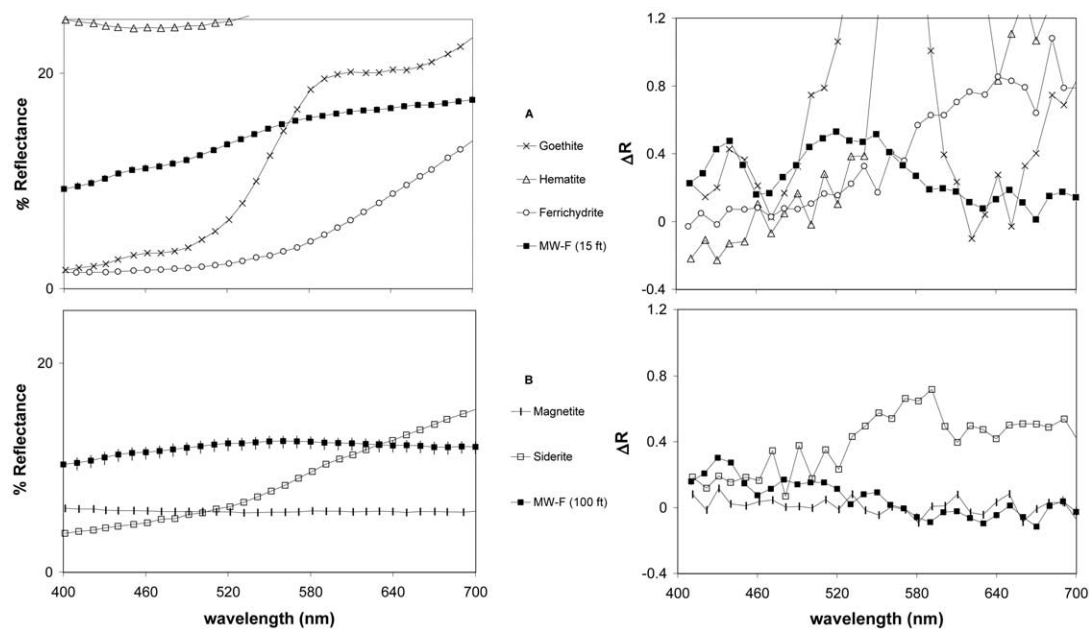 1.2
20
0.8
% Reflectance
A
Goethite
ΔR
0.4
Hematite
Ferrichydrite
0
MW-F (15 ft)
0
-0.4
1.2
20
0.8
B
% Reflectance
Magnetite
ΔR
0.4
Siderite
MW-F (100 ft)
0
0
-0.4
400 460 520 580 640 700
400 460 520 580 640 700
wavelength (nm)
wavelength (nm)